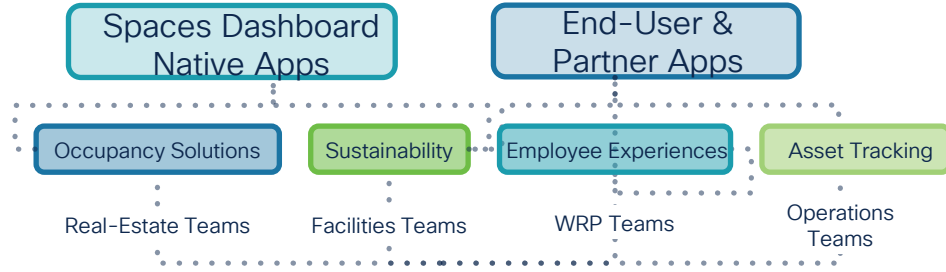 Spaces Dashboard
Native Apps
End-User &
Partner Apps
Occupancy Solutions
Sustainability
Employee Experiences
Asset Tracking
Real-Estate Teams
Facilities Teams
WRP Teams
Operations
Teams